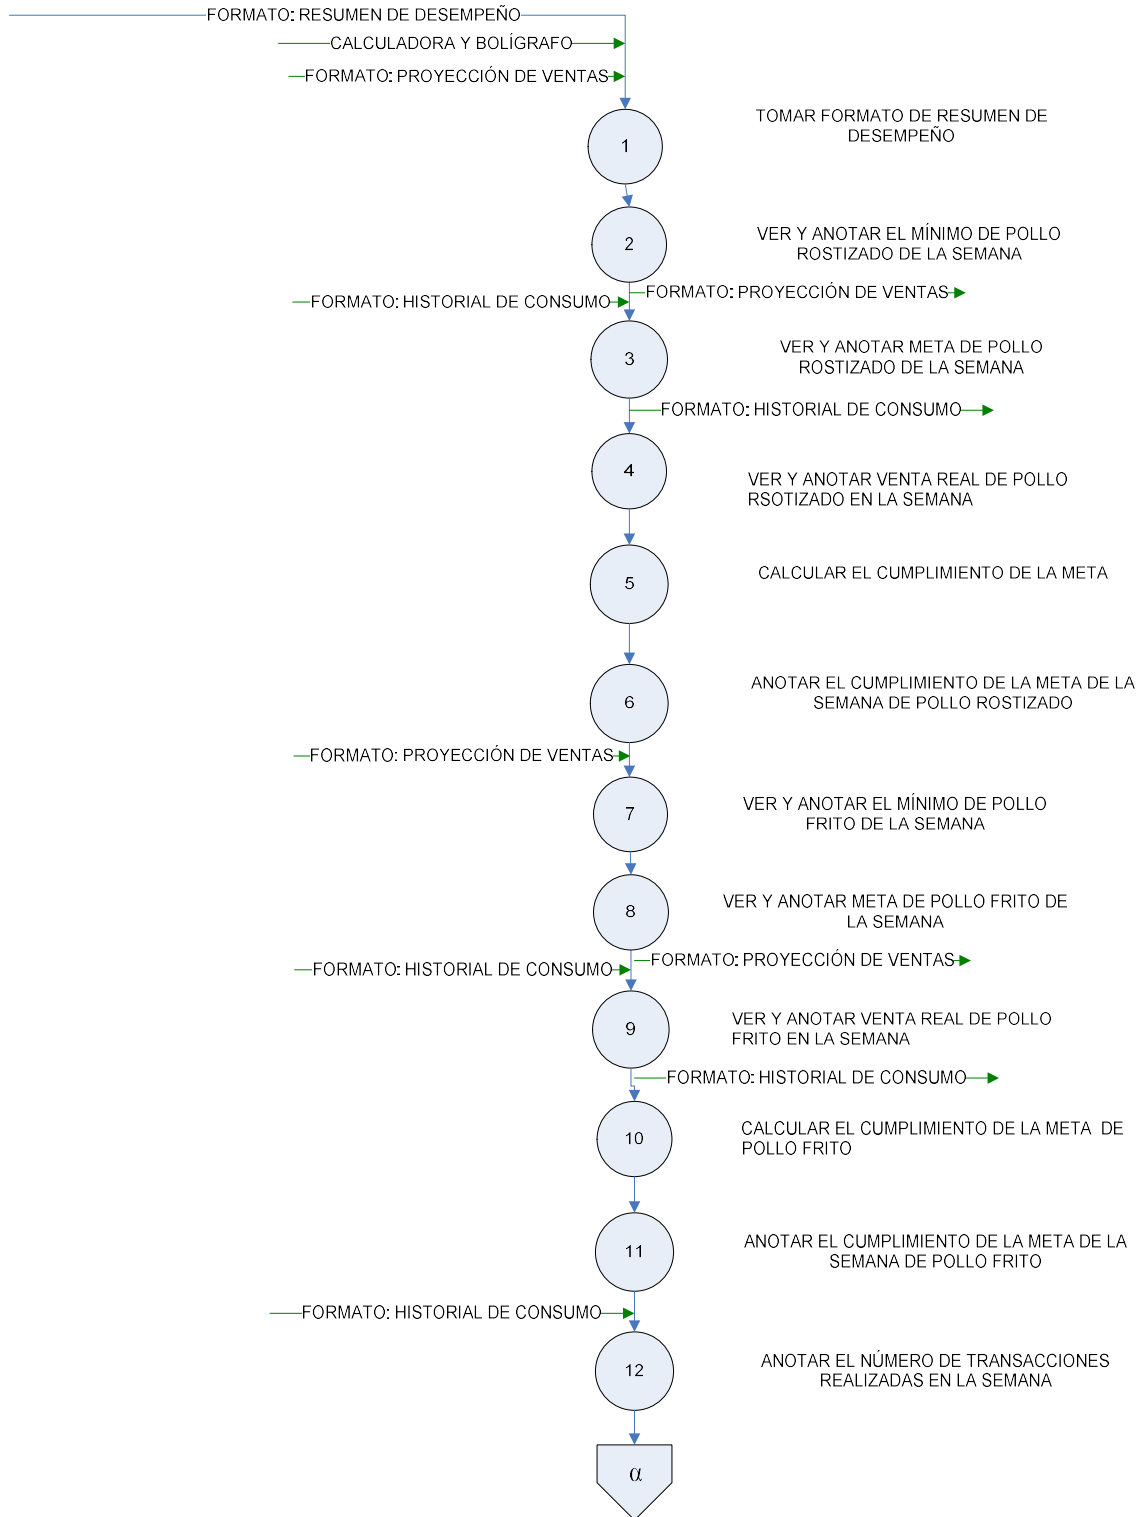 FORMATO: RESUMEN DE DESEMPEÑO
CALCULADORA Y BOLÍGRAFO
FORMATO: PROYECCIÓN DE VENTAS
1
TOMAR FORMATO DE RESUMEN DE
DESEMPEÑO
2
VER Y ANOTAR EL MÍNIMO DE POLLO
ROSTIZADO DE LA SEMANA
FORMATO: PROYECCIÓN DE VENTAS
FORMATO: HISTORIAL DE CONSUMO
3
VER Y ANOTAR META DE POLLO
ROSTIZADO DE LA SEMANA
FORMATO: HISTORIAL DE CONSUMO
4
VER Y ANOTAR VENTA REAL DE POLLO
RSOTIZADO EN LA SEMANA
5
CALCULAR EL CUMPLIMIENTO DE LA META
6
ANOTAR EL CUMPLIMIENTO DE LA META DE LA
SEMANA DE POLLO ROSTIZADO
FORMATO: PROYECCIÓN DE VENTAS
7
VER Y ANOTAR EL MÍNIMO DE POLLO
FRITO DE LA SEMANA
8
VER Y ANOTAR META DE POLLO FRITO DE
LA SEMANA
FORMATO: PROYECCIÓN DE VENTAS
FORMATO: HISTORIAL DE CONSUMO
9
VER Y ANOTAR VENTA REAL DE POLLO
FRITO EN LA SEMANA
FORMATO: HISTORIAL DE CONSUMO
10
CALCULAR EL CUMPLIMIENTO DE LA META DE
POLLO FRITO
11
ANOTAR EL CUMPLIMIENTO DE LA META DE LA
SEMANA DE POLLO FRITO
FORMATO: HISTORIAL DE CONSUMO
12
ANOTAR EL NÚMERO DE TRANSACCIONES
REALIZADAS EN LA SEMANA
α